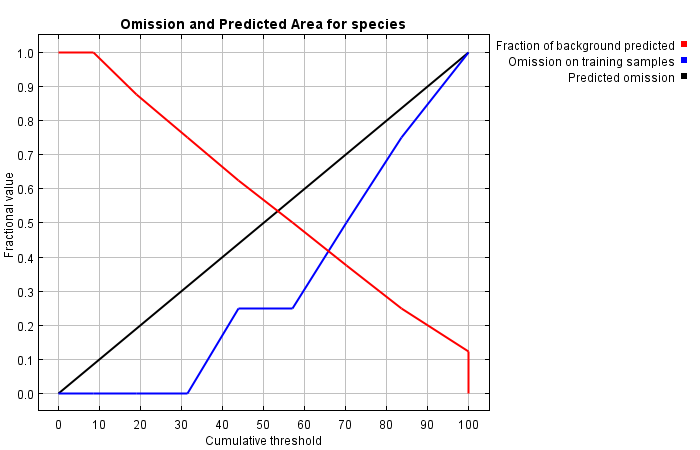 Omission and Predicted Area for species
Fraction of background predicted
Omission on training samples
Predicted omission
Fractional value
1.0
0.9
0.8
0.7
0.6
0.5
0.4
0.3
0.2
0.1
0.0
0 10 20 30 40 50 60 70 80 90 100
Cumulative threshold